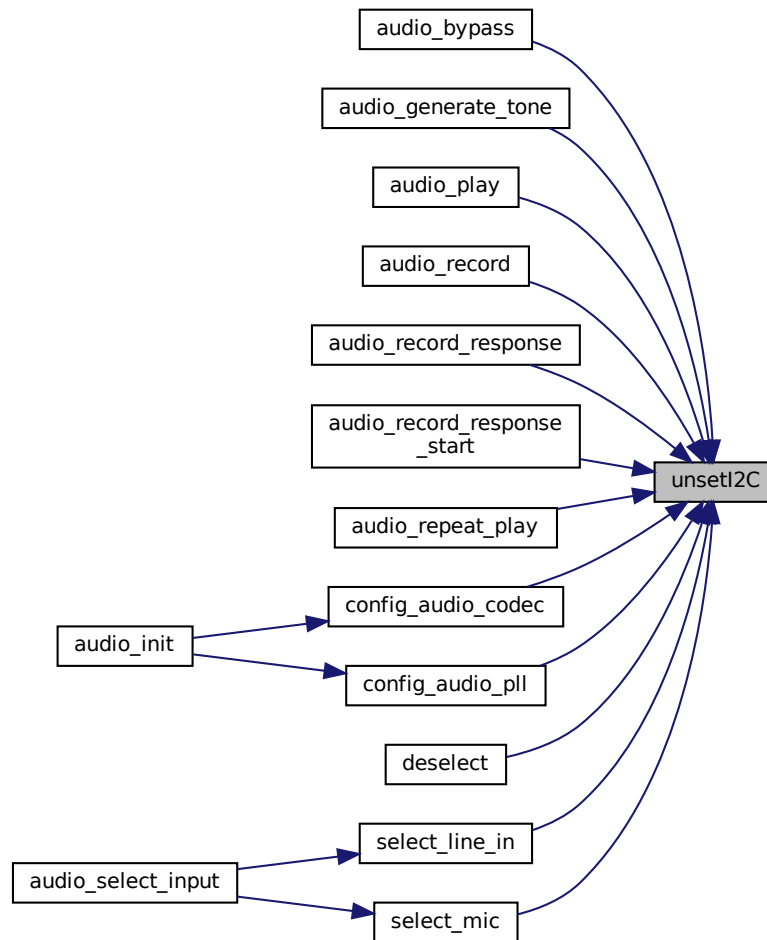 audio_bypass
audio_generate_tone
audio_play
audio_record
audio_record_response
audio_record_response
_start
unsetI2C
audio_repeat_play
config_audio_codec
audio_init
config_audio_pll
deselect
select_line_in
audio_select_input
select_mic